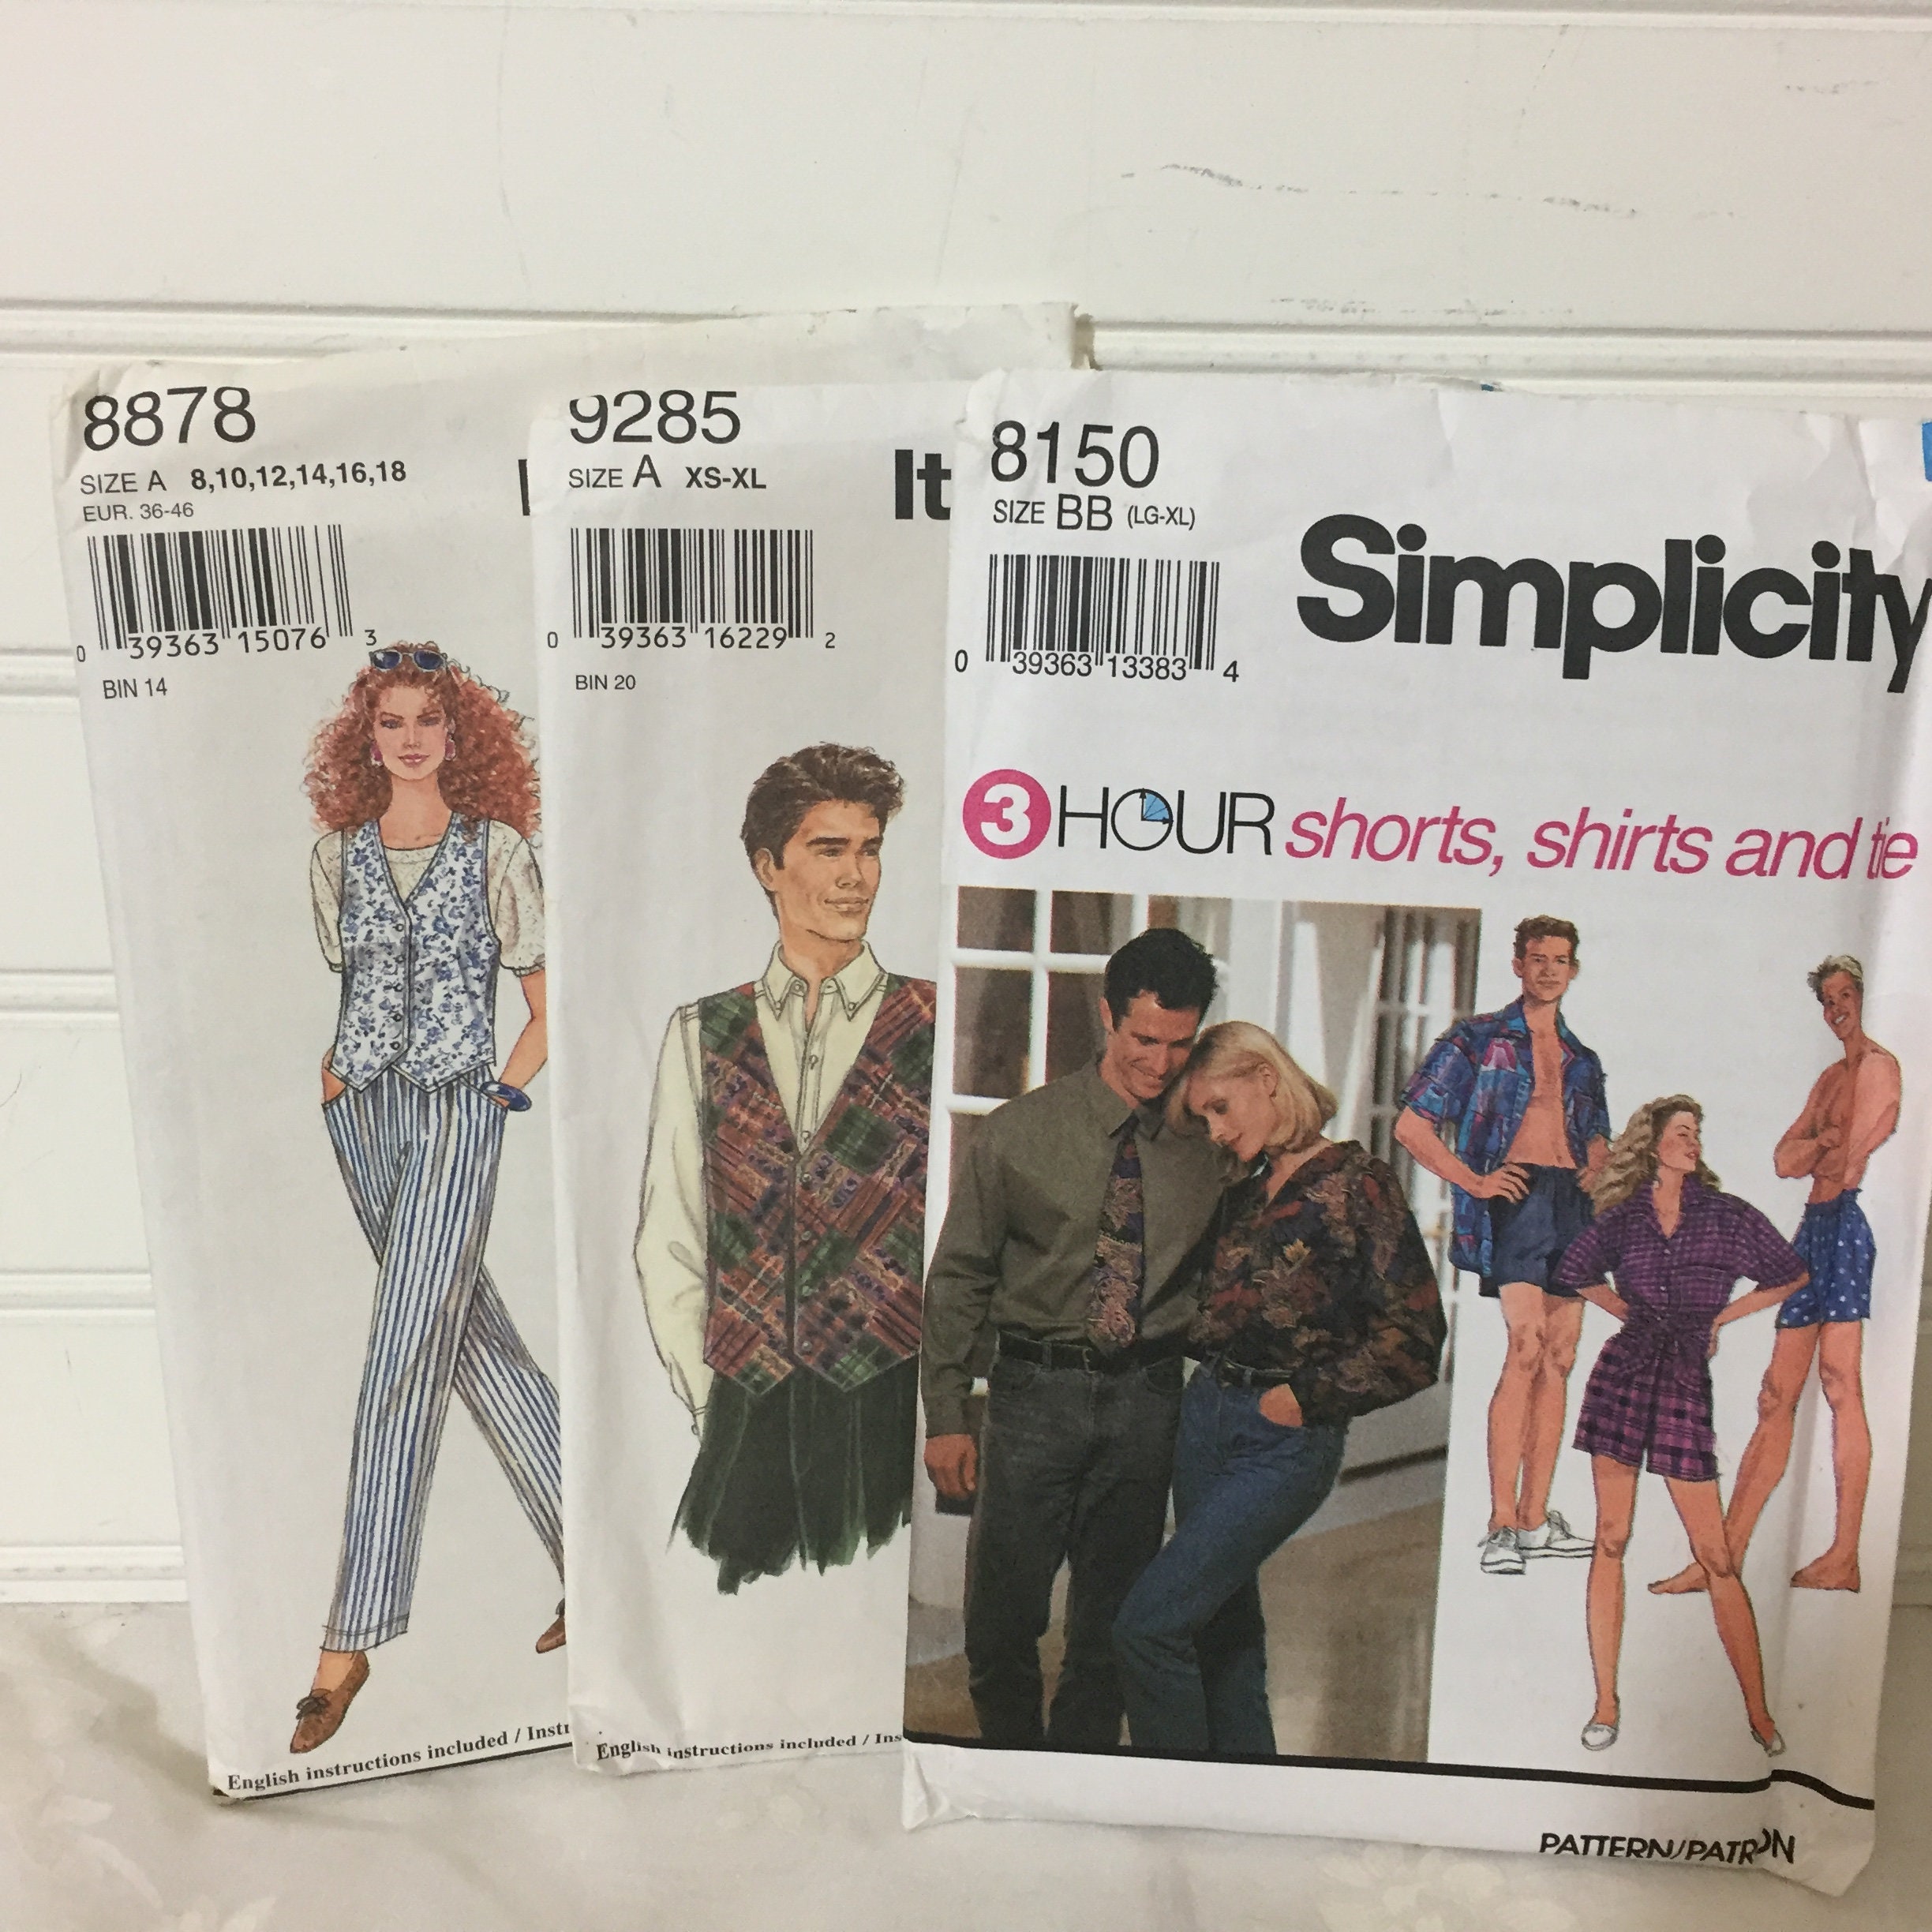 8878
SIZE A 8,10,12,14,16,18
EUR. 36-46
0 39363 15076 3
BIN 14
English instructions included /
9285
SIZE A XS-XL
It
0 39363 16229 2
BIN 20
English instructions included /
8150
SIZE BB (LG-XL)
0 39363 13383 4
Simplicity
3 HOUR shorts, shirts and tie
PATTERN/PATRON